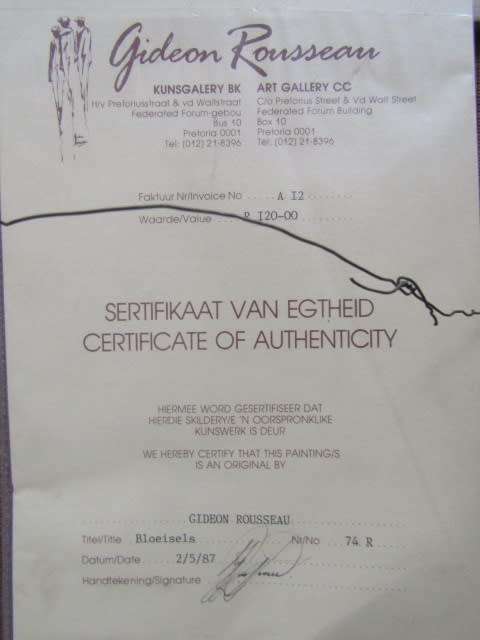 Gideon Rousseau
KUNSGALERY BK ART GALLERY CC
H/v Pretoriusstraat & vd Waltstraat C/o Pretorius Street & vd Walt Street
Federated Forum-gebou Federated Forum Building
Bus 10 Box 10
Pretoria 0001 Pretoria 0001
Tel: (012) 21-8396 Tel: (012) 21-8396
Faktuur Nr/Invoice No ..... A I2 ........
Waarde/Value .... R I20-00 ..........
SERTIFIKAAT VAN EGTHEID
CERTIFICATE OF AUTHENTICITY
HIERMEE WORD GESERTIFISEER DAT
HIERDIE SKILDERY/E 'N OORSPRONKLIKE
KUNSWERK IS DEUR
WE HEREBY CERTIFY THAT THIS PAINTING/S
IS AN ORIGINAL BY
GIDEON ROUSSEAU
Titel/Title Bloeisels Nr/No 74 R
Datum/Date 2/5/87
Handtekening/Signature